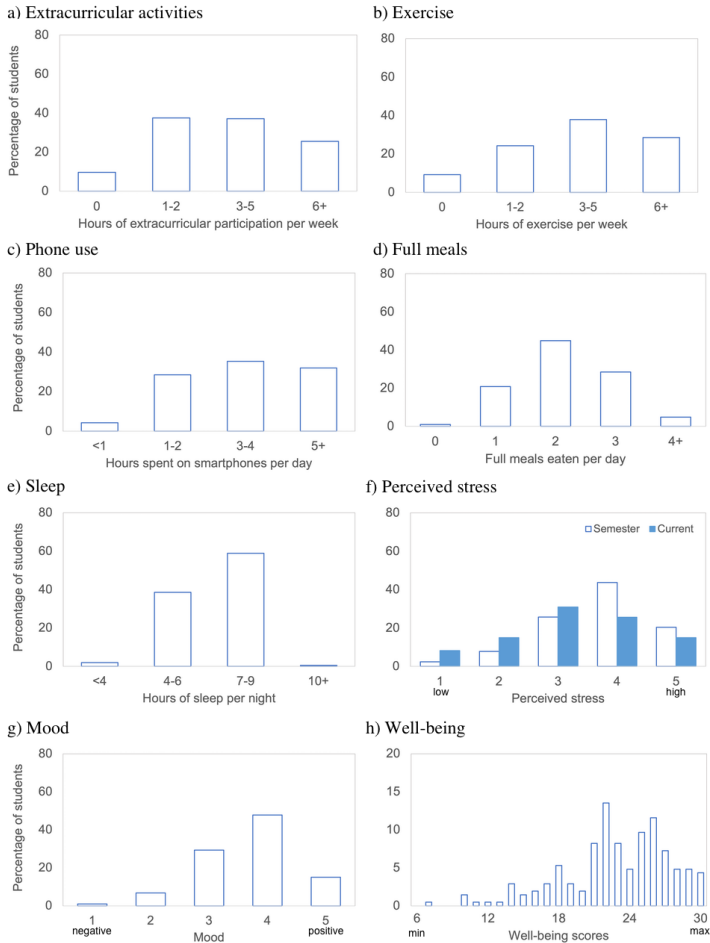 a) Extracurricular activities
Percentage of students
80
60
40
20
0
0 1-2 3-5 6+
Hours of extracurricular participation per week
b) Exercise
80
60
40
20
0
0 1-2 3-5 6+
Hours of exercise per week
c) Phone use
Percentage of students
80
60
40
20
0
<1 1-2 3-4 5+
Hours spent on smartphones per day
d) Full meals
80
60
40
20
0
0 1 2 3 4+
Full meals eaten per day
e) Sleep
Percentage of students
80
60
40
20
0
<4 4-6 7-9 10+
Hours of sleep per night
f) Perceived stress
Semester Current
80
60
40
20
0
1 2 3 4 5
low high
Perceived stress
g) Mood
Percentage of students
80
60
40
20
0
1 2 3 4 5
negative positive
Mood
h) Well-being
20
15
10
5
0
6 12 18 24 30
min max
Well-being scores